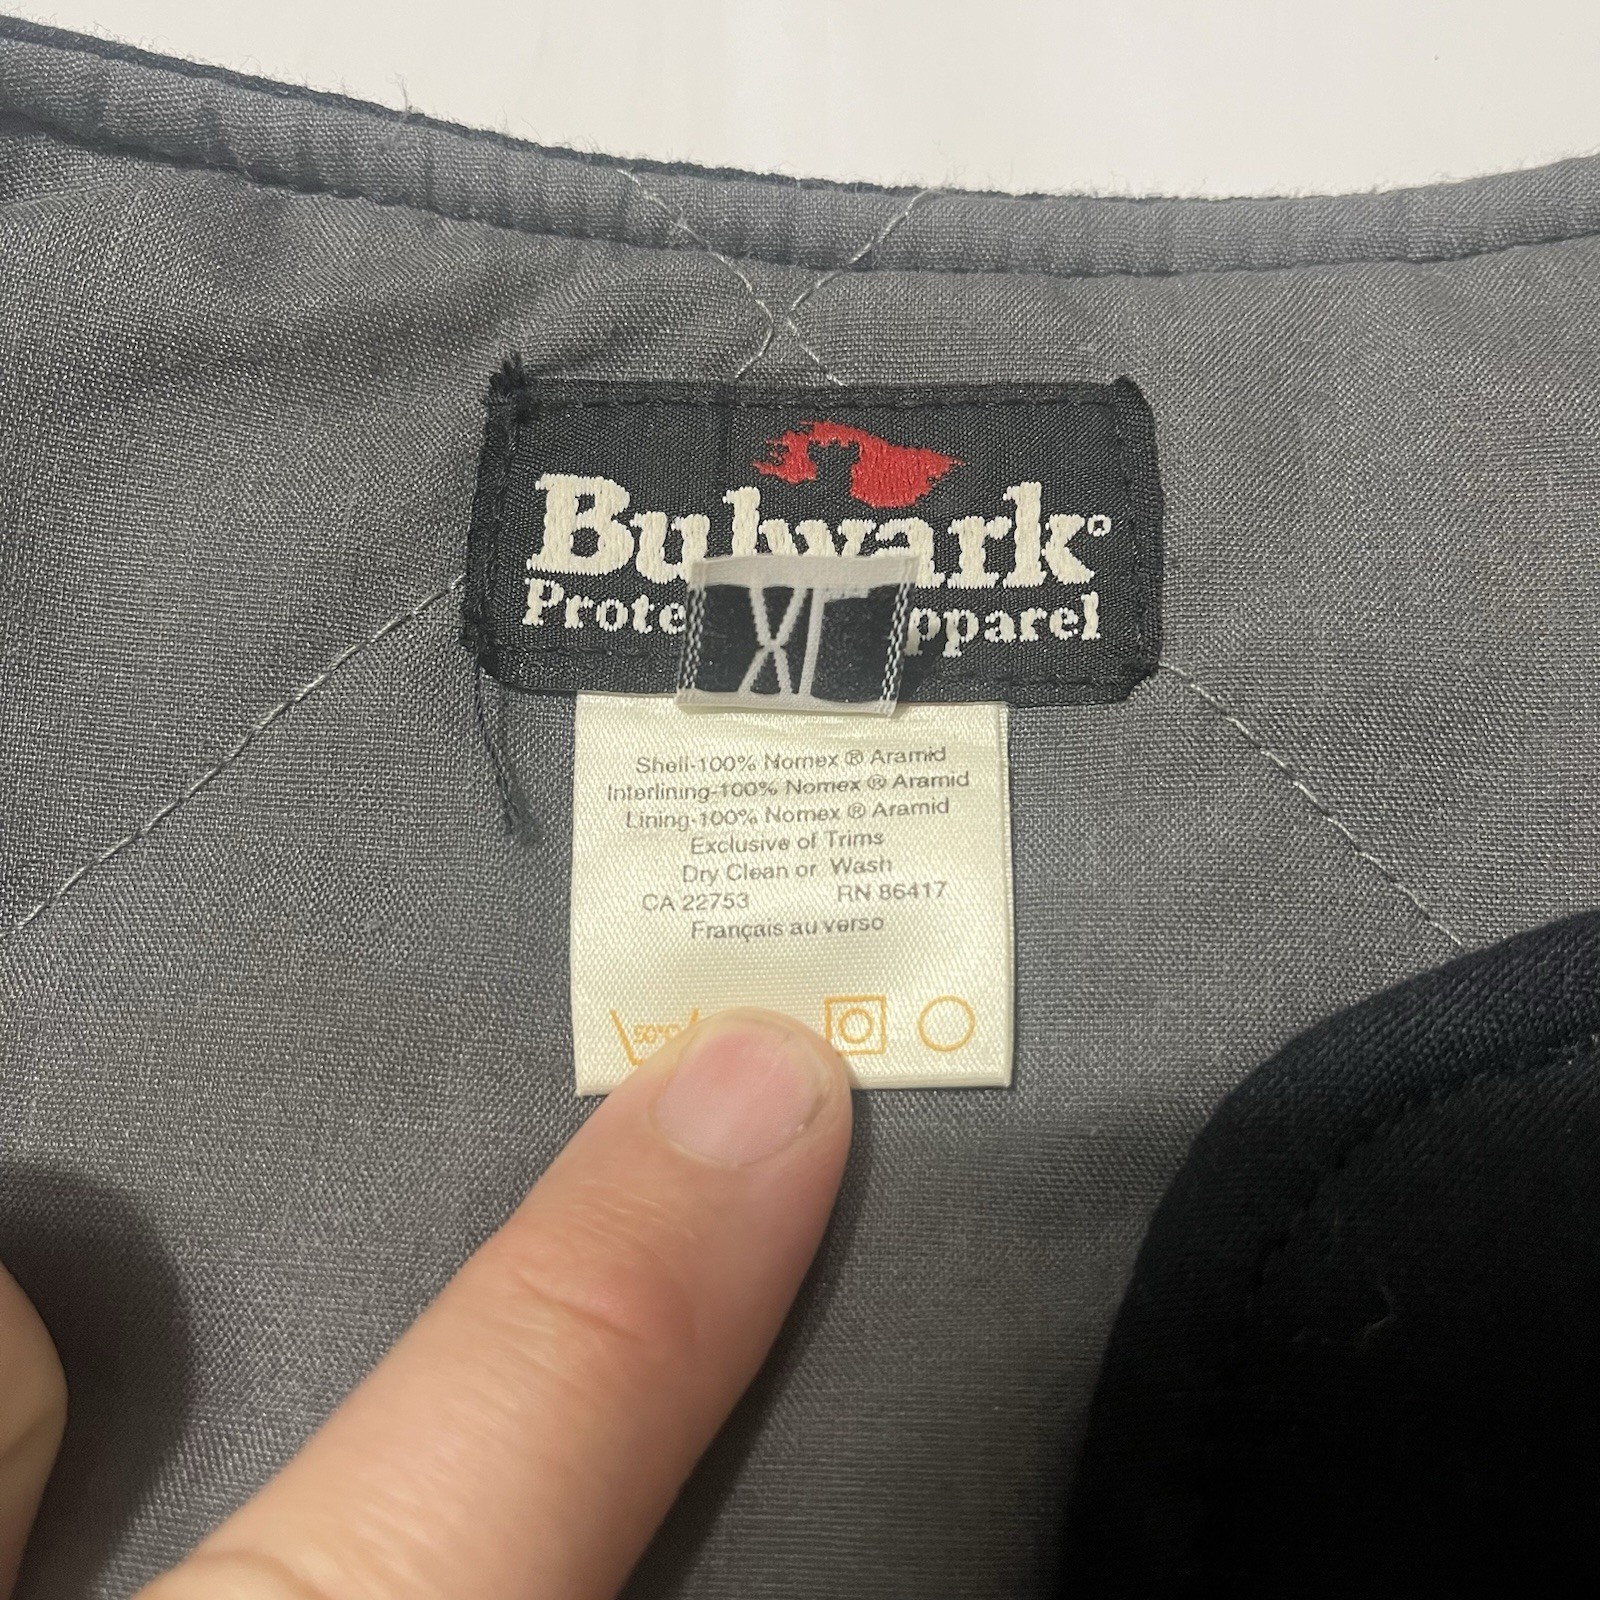 Bulwark®
Prote pparel
XL
Shell-100% Nomex ® Aramid
Interlining-100% Nomex ® Aramid
Lining-100% Nomex ® Aramid
Exclusive of Trims
Dry Clean or Wash
CA 22753 RN 86417
Français au verso
50°C